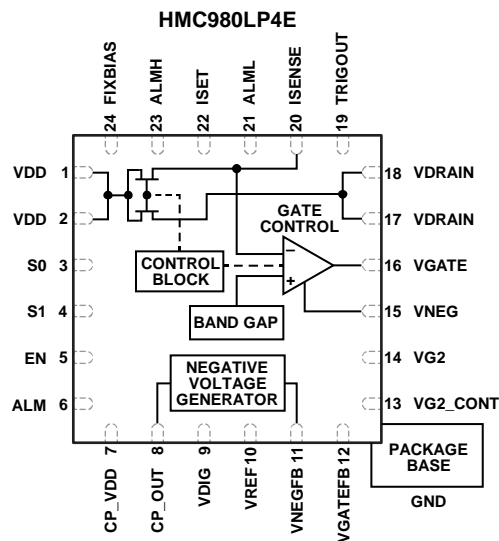 HMC980LP4E
24 FIXBIAS
23 ALMH
22 ISET
21 ALML
20 ISENSE
19 TRIGOUT
VDD 1
VDD 2
S0 3
S1 4
EN 5
ALM 6
18 VDRAIN
17 VDRAIN
16 VGATE
15 VNEG
14 VG2
13 VG2_CONT
GATE
CONTROL
–
+
CONTROL
BLOCK
BAND GAP
NEGATIVE
VOLTAGE
GENERATOR
CP_VDD 7
CP_OUT 8
VDIG 9
VREF10
VNEGFB 11
VGATEFB 12
PACKAGE
BASE
GND